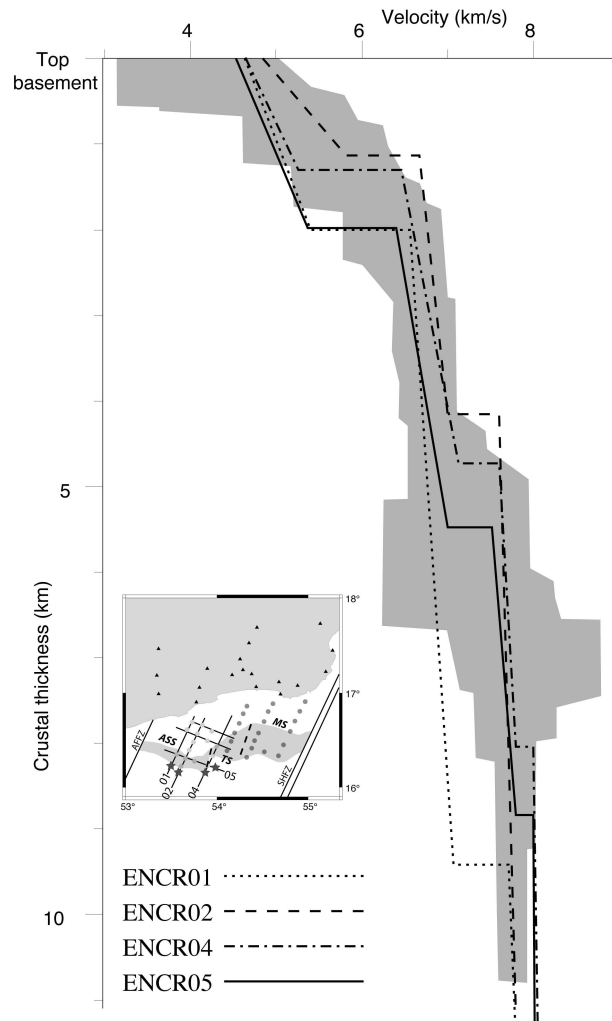 Velocity (km/s)
4
6
8
Top
basement
5
Crustal thickness (km)
10
18°
17°
16°
53°
54°
55°
AFFZ
ASS
TS
MS
SHFZ
01
02
04
05
ENCR01
ENCR02
ENCR04
ENCR05